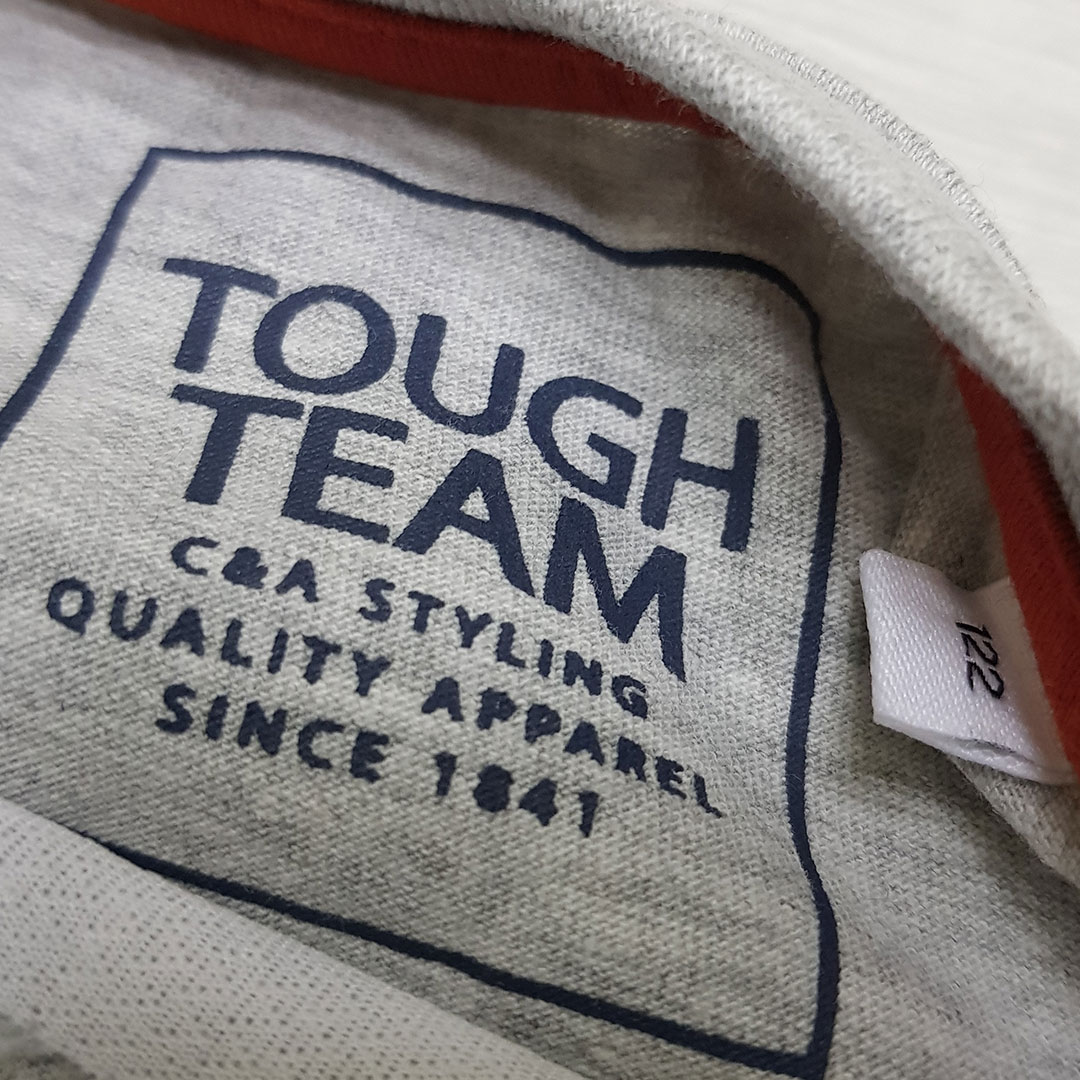 TOUGH
TEAM
C&A STYLING
QUALITY APPAREL
SINCE 1841
122